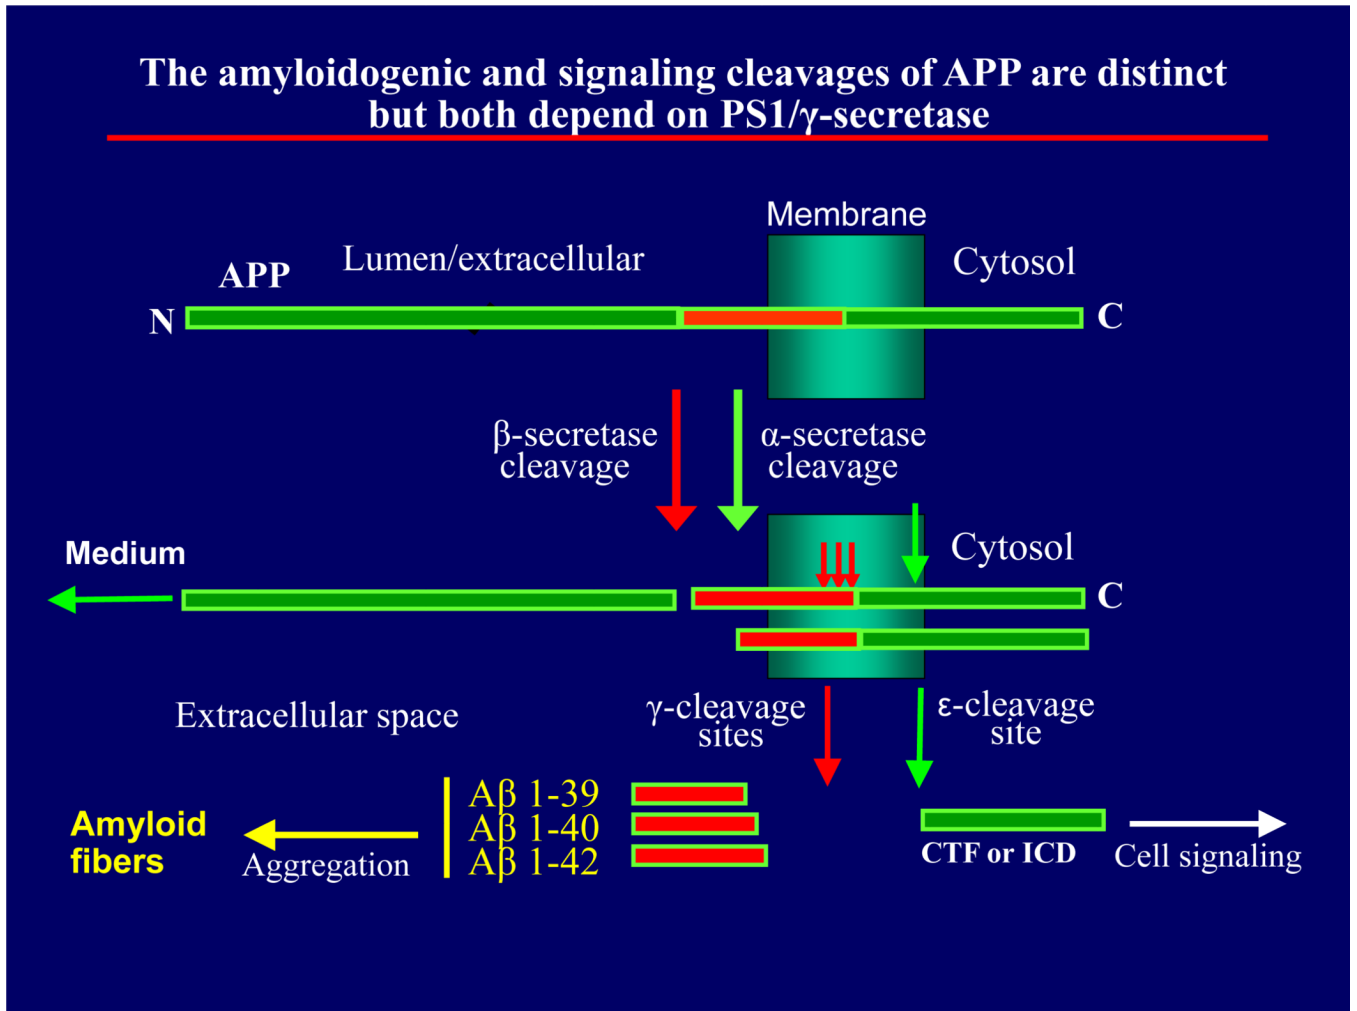 The amyloidogenic and signaling cleavages of APP are distinct
but both depend on PS1/γ-secretase
Membrane
APP
Lumen/extracellular
Cytosol
N
C
β-secretase
cleavage
α-secretase
cleavage
Medium
Cytosol
C
Extracellular space
γ-cleavage
sites
ε-cleavage
site
Aβ 1-39
Aβ 1-40
Aβ 1-42
Amyloid
fibers
Aggregation
CTF or ICD
Cell signaling